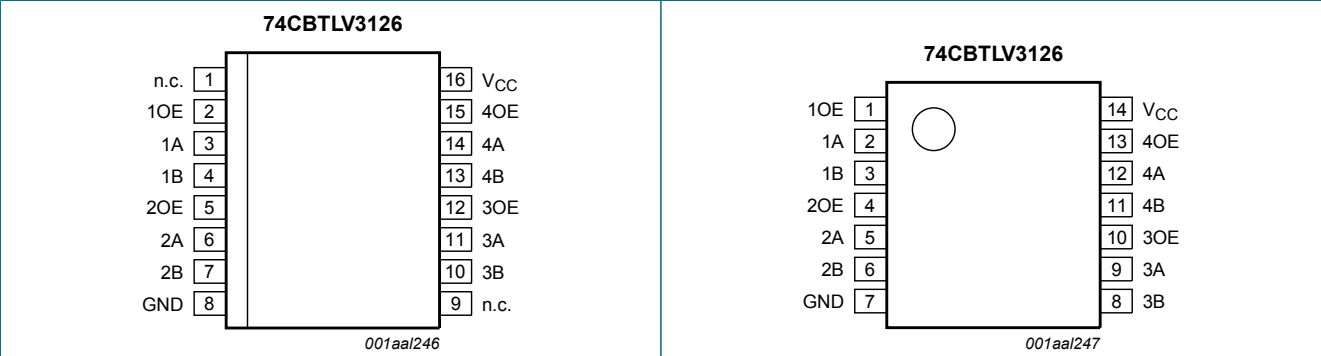 74CBTLV3126
n.c. 1 16 VCC
1OE 2 15 4OE
1A 3 14 4A
1B 4 13 4B
2OE 5 12 3OE
2A 6 11 3A
2B 7 10 3B
GND 8 9 n.c.
001aal246
74CBTLV3126
1OE 1 14 VCC
1A 2 13 4OE
1B 3 12 4A
2OE 4 11 4B
2A 5 10 3OE
2B 6 9 3A
GND 7 8 3B
001aal247